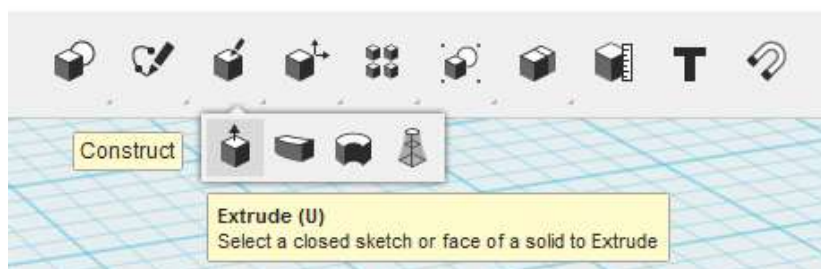 T
Construct
Extrude (U)
Select a closed sketch or face of a solid to Extrude